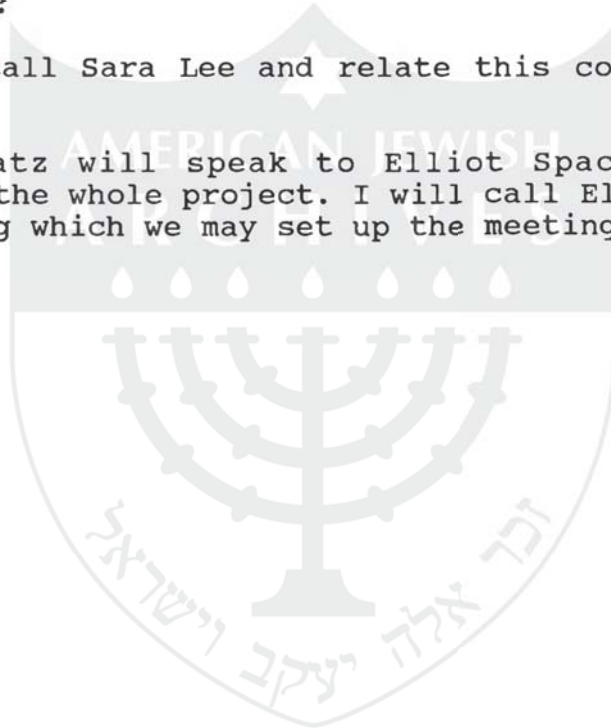 all Sara Lee and relate this co
atz will speak to Elliot Spac
the whole project. I will call El
g which we may set up the meeting
AMERICAN JEWISH
ARCHIVES
זכר אלה יעקב וישראל